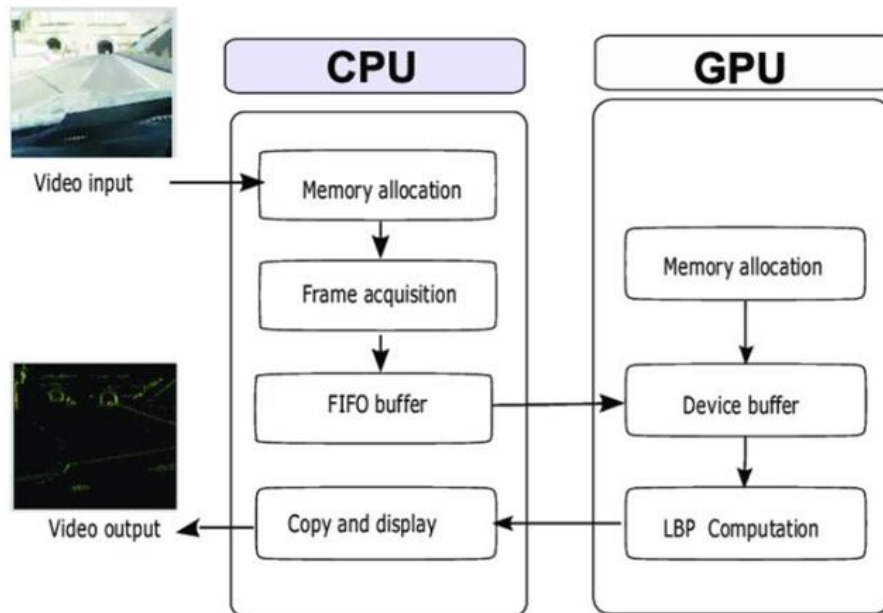 CPU
GPU
Video input
Memory allocation
Frame acquisition
FIFO buffer
Copy and display
Memory allocation
Device buffer
LBP Computation
Video output